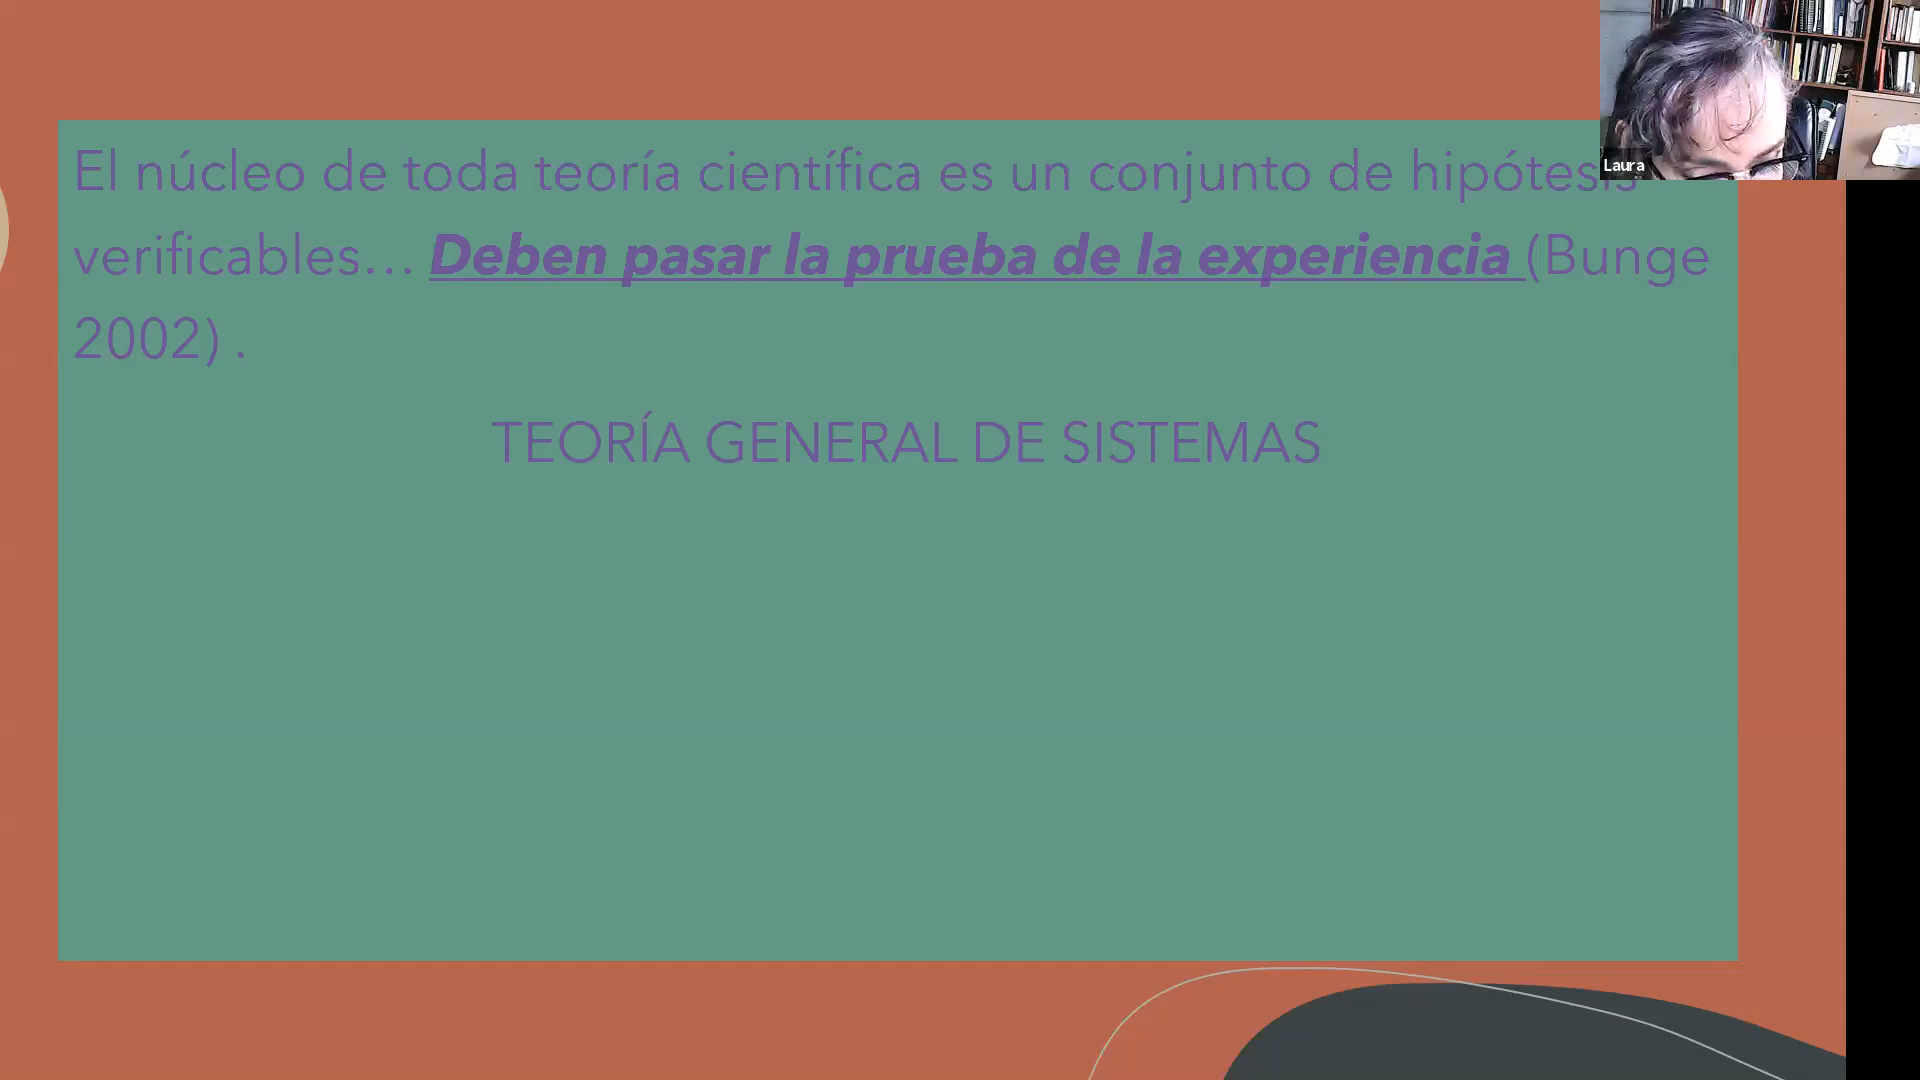 El núcleo de toda teoría científica es un conjunto de hipótesis
verificables… Deben pasar la prueba de la experiencia (Bunge
2002) .
TEORÍA GENERAL DE SISTEMAS
Laura